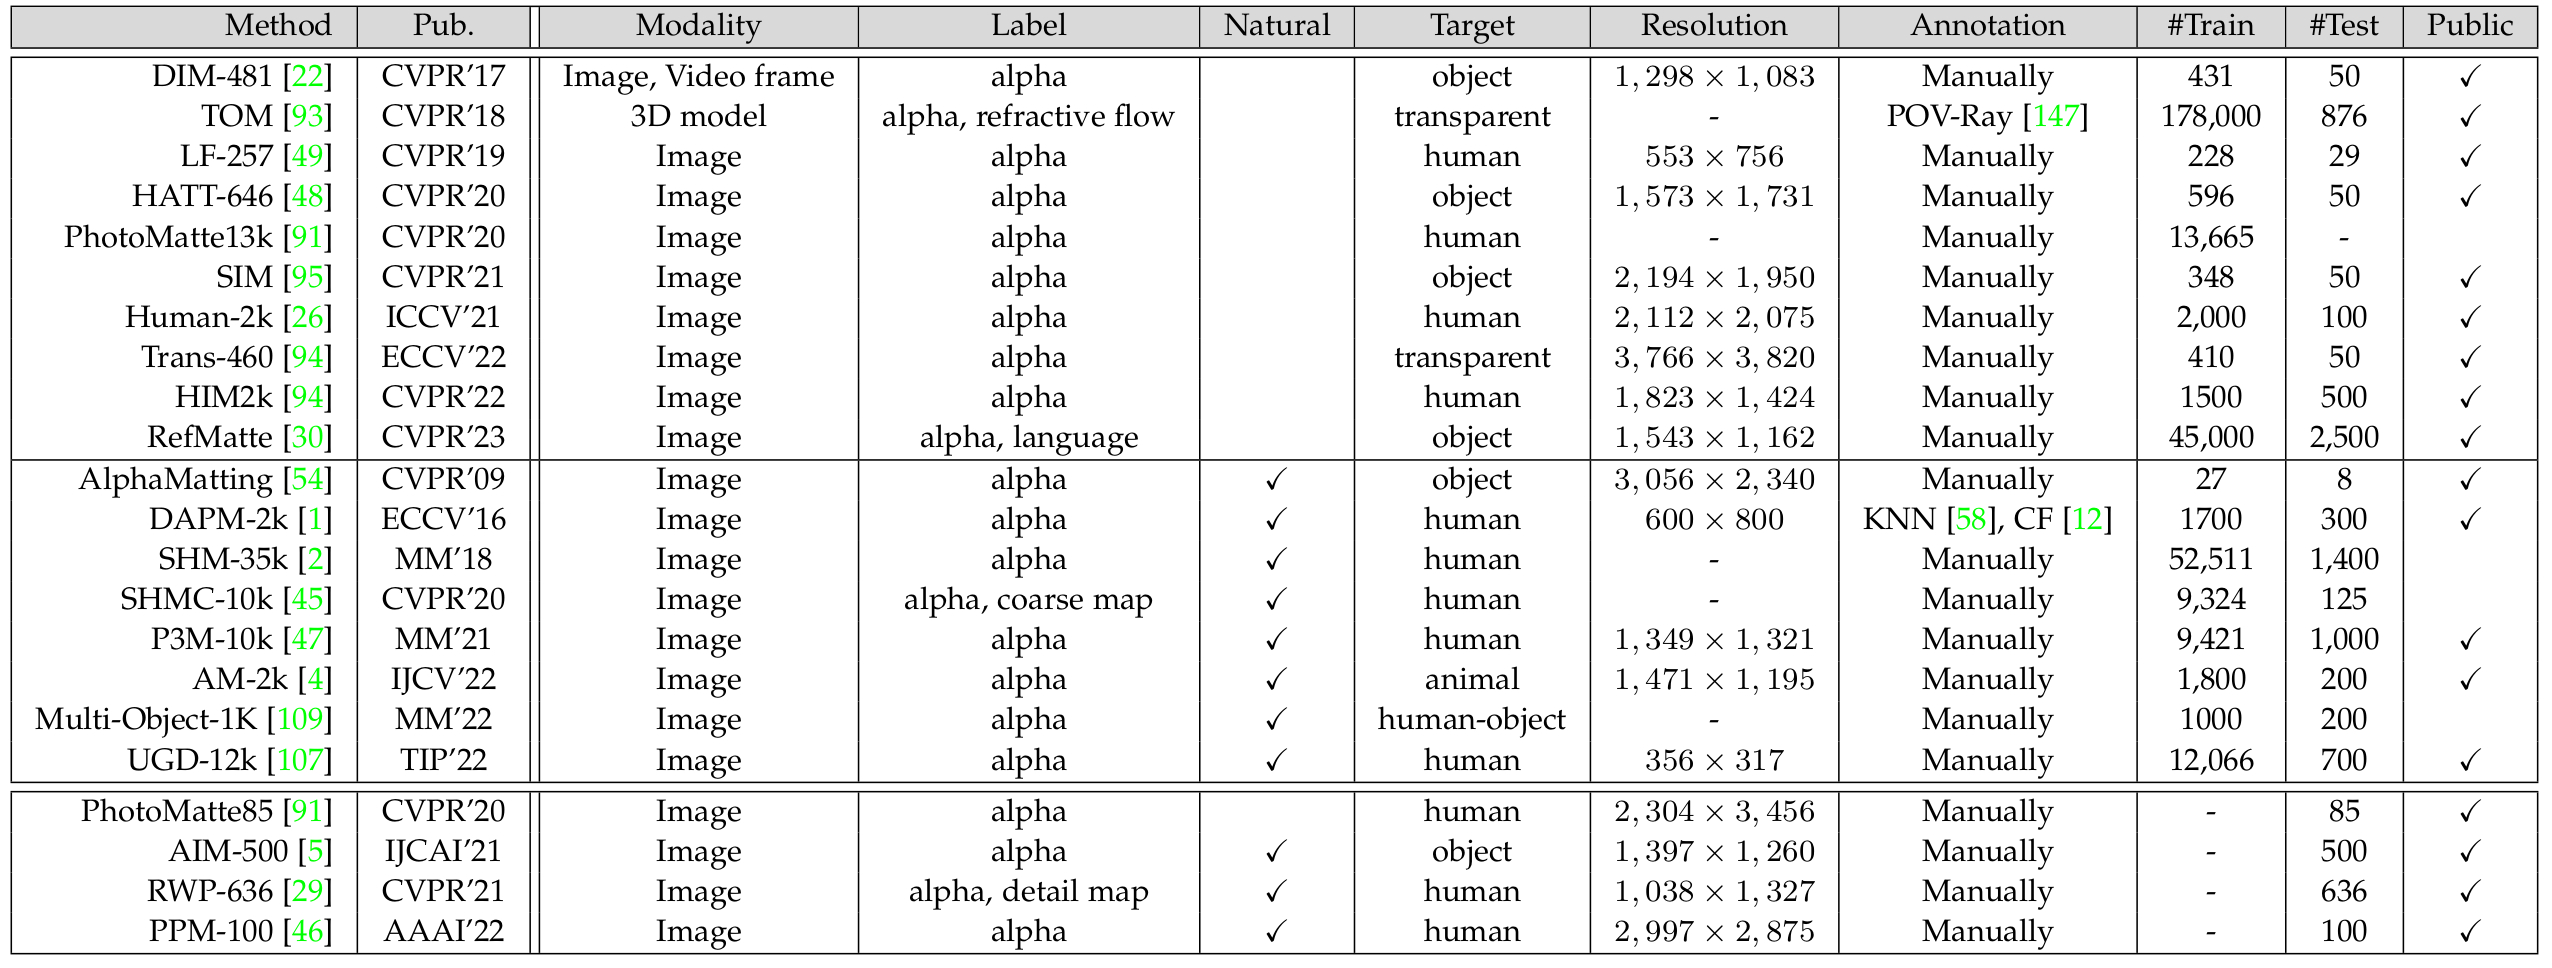 Method Pub. Modality Label Natural Target Resolution Annotation #Train #Test Public
DIM-481 [22] CVPR’17 Image, Video frame alpha object 1, 298 × 1, 083 Manually 431 50 ✓
TOM [93] CVPR’18 3D model alpha, refractive flow transparent - POV-Ray [147] 178,000 876 ✓
LF-257 [49] CVPR’19 Image alpha human 553 × 756 Manually 228 29 ✓
HATT-646 [48] CVPR’20 Image alpha object 1, 573 × 1, 731 Manually 596 50 ✓
PhotoMatte13k [91] CVPR’20 Image alpha human - Manually 13,665 -
SIM [95] CVPR’21 Image alpha object 2, 194 × 1, 950 Manually 348 50 ✓
Human-2k [26] ICCV’21 Image alpha human 2, 112 × 2, 075 Manually 2,000 100 ✓
Trans-460 [94] ECCV’22 Image alpha transparent 3, 766 × 3, 820 Manually 410 50 ✓
HIM2k [94] CVPR’22 Image alpha human 1, 823 × 1, 424 Manually 1500 500 ✓
RefMatte [30] CVPR’23 Image alpha, language object 1, 543 × 1, 162 Manually 45,000 2,500 ✓
AlphaMatting [54] CVPR’09 Image alpha ✓ object 3, 056 × 2, 340 Manually 27 8 ✓
DAPM-2k [1] ECCV’16 Image alpha ✓ human 600 × 800 KNN [58], CF [12] 1700 300 ✓
SHM-35k [2] MM’18 Image alpha ✓ human - Manually 52,511 1,400
SHMC-10k [45] CVPR’20 Image alpha, coarse map ✓ human - Manually 9,324 125
P3M-10k [47] MM’21 Image alpha ✓ human 1, 349 × 1, 321 Manually 9,421 1,000 ✓
AM-2k [4] IJCV’22 Image alpha ✓ animal 1, 471 × 1, 195 Manually 1,800 200 ✓
Multi-Object-1K [109] MM’22 Image alpha ✓ human-object - Manually 1000 200
UGD-12k [107] TIP’22 Image alpha ✓ human 356 × 317 Manually 12,066 700 ✓
PhotoMatte85 [91] CVPR’20 Image alpha human 2, 304 × 3, 456 Manually - 85 ✓
AIM-500 [5] IJCAI’21 Image alpha ✓ object 1, 397 × 1, 260 Manually - 500 ✓
RWP-636 [29] CVPR’21 Image alpha, detail map ✓ human 1, 038 × 1, 327 Manually - 636 ✓
PPM-100 [46] AAAI’22 Image alpha ✓ human 2, 997 × 2, 875 Manually - 100 ✓